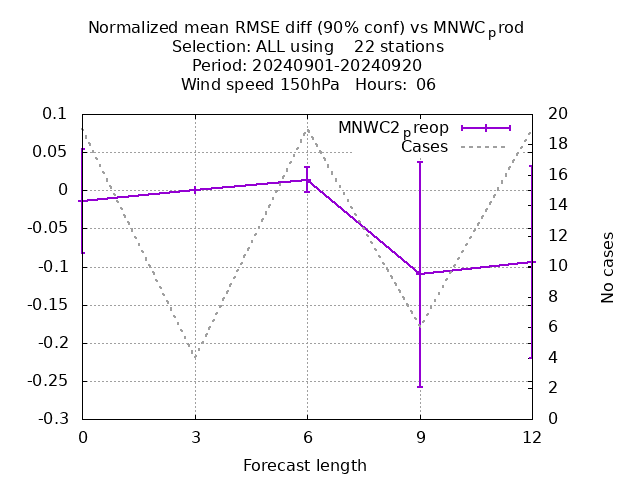 Normalized mean RMSE diff (90% conf) vs MNWCprod
Selection: ALL using 22 stations
Period: 20240901-20240920
Wind speed 150hPa Hours: 06
MNWC2preop
Cases
0.1
0.05
0
-0.05
-0.1
-0.15
-0.2
-0.25
-0.3
20
18
16
14
12
10
8
6
4
2
0
No cases
0 3 6 9 12
Forecast length